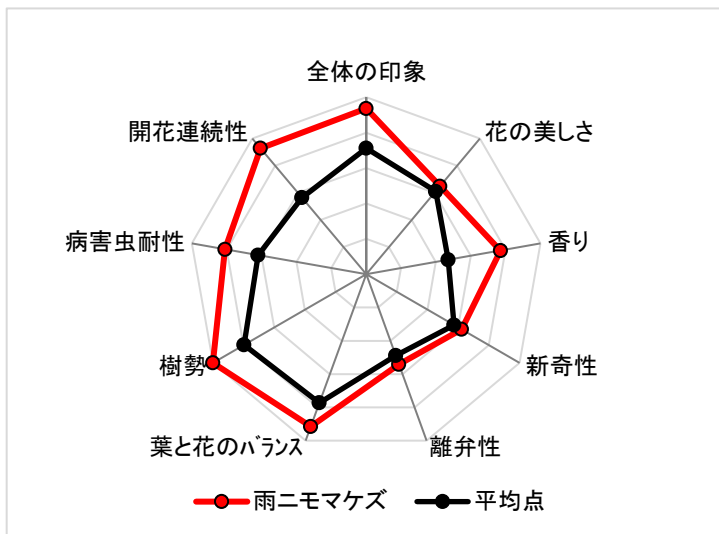 全体の印象
花の美しさ
香り
新奇性
離弁性
葉と花のﾊﾞﾗﾝｽ
樹勢
病害虫耐性
開花連続性
雨ニモマケズ
平均点